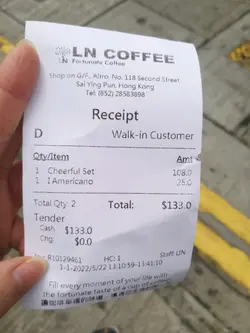 LN COFFEE
LN Fortunate Coffee
Shop on G/F., Altro, No. 118 Second Street
Sai Ying Pun, Hong Kong
Tel: (852) 28583898
Receipt
D Walk-in Customer
Qty/Item Amt
1 Cheerful Set 108.0
1 Americano 25.0
Total Qty: 2 Total: $133.0
Tender
Cash $133.0
Chg: $0.0
R10129461 HC: 1 Staff: LIN
Fill every moment of your life with
the fortunate taste of a cup of